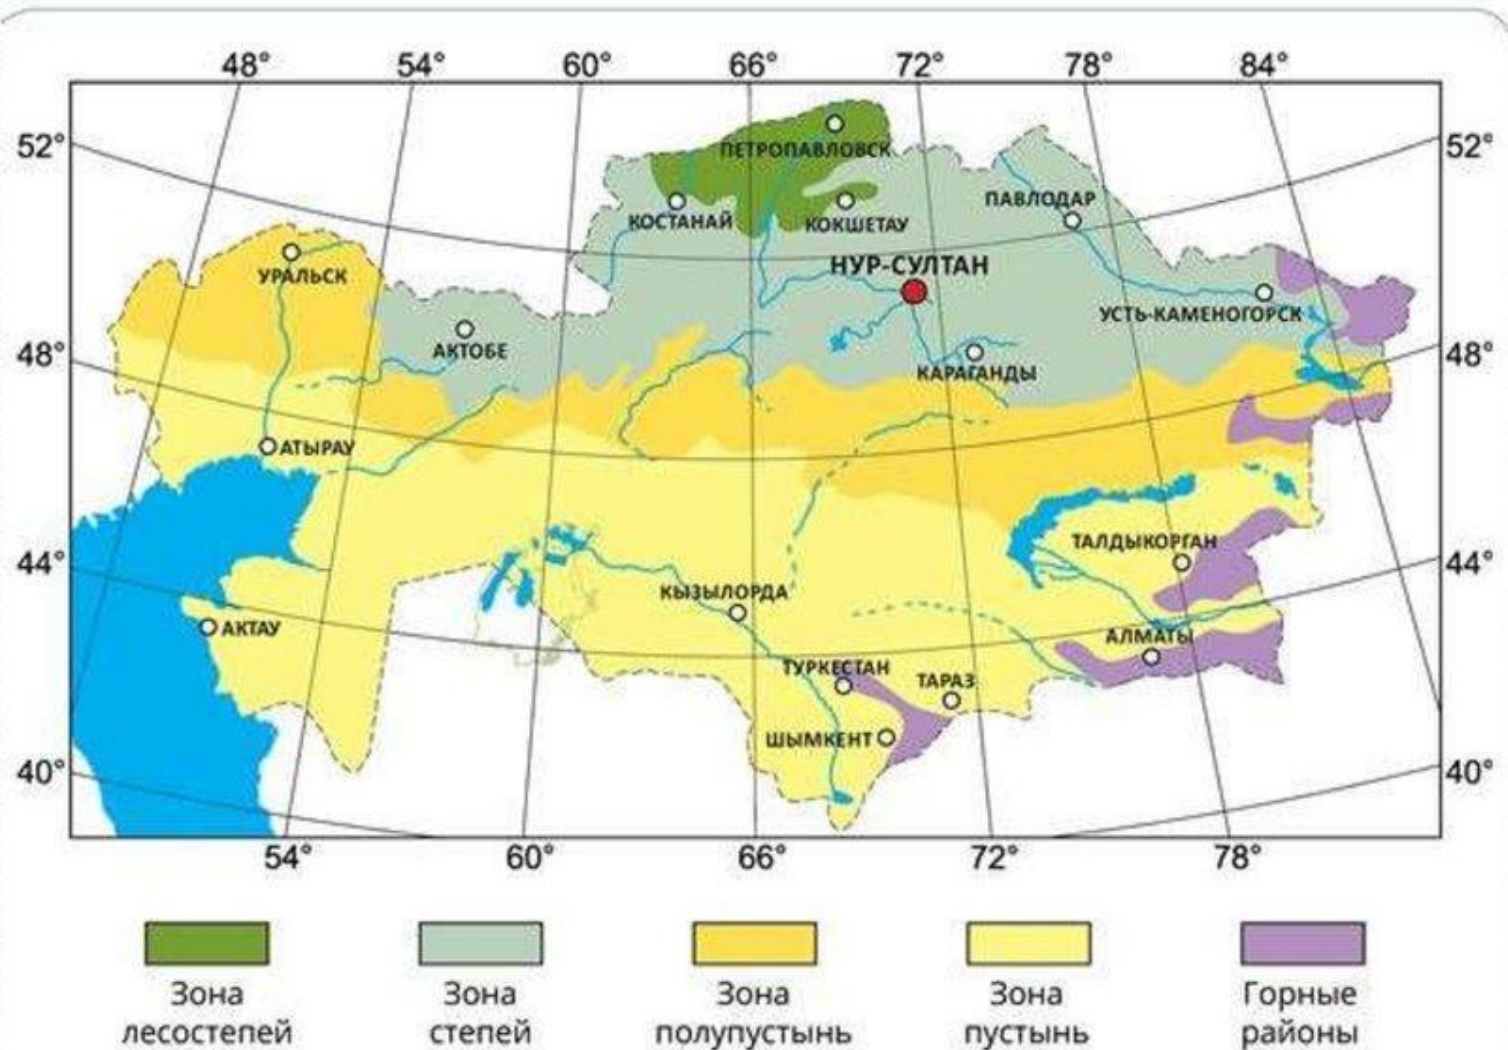 48° 54° 60° 66° 72° 78° 84°
52° 52°
ПЕТРОПАВЛОВСК
ПАВЛОДАР
КОСТАНАЙ КОКШЕТАУ
НУР-СУЛТАН
УРАЛЬСК
УСТЬ-КАМЕНОГОРСК
48° АКТОБЕ 48°
КАРАГАНДЫ
АТЫРАУ
ТАЛДЫКОРГАН
44° 44°
КЫЗЫЛОРДА
АКТАУ АЛМАТЫ
ТУРКЕСТАН ТАРАЗ
ШЫМКЕНТ
40° 40°
54° 60° 66° 72° 78°
Зона
лесостепей
Зона
степей
Зона
полупустынь
Зона
пустынь
Горные
районы